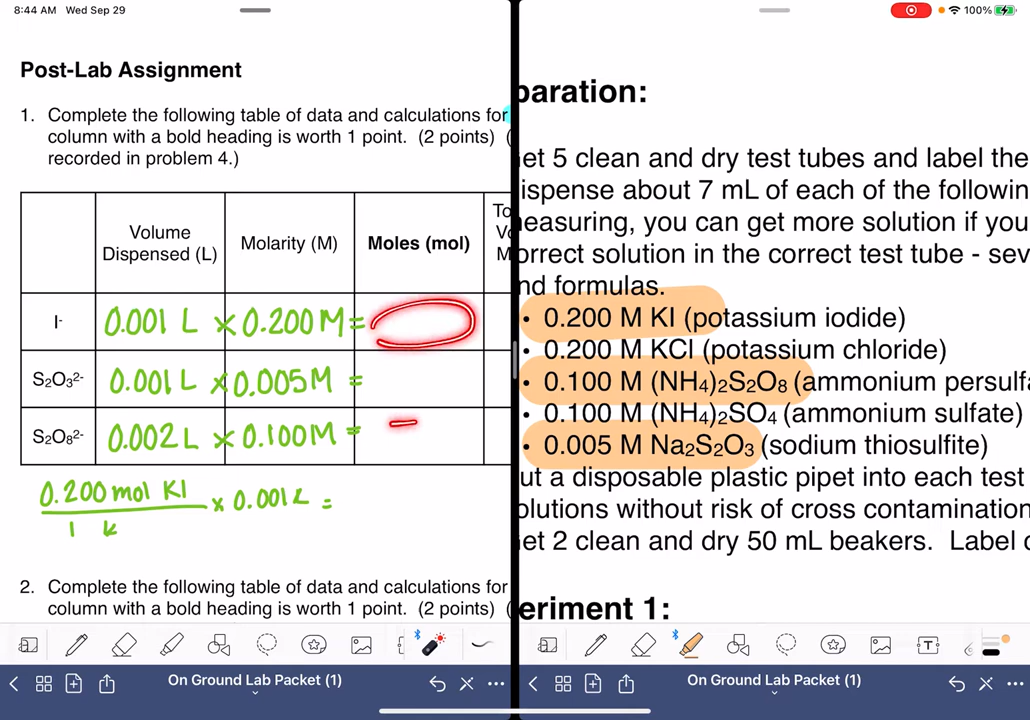 8:44 AM Wed Sep 29
100%
Post-Lab Assignment
1. Complete the following table of data and calculations for
column with a bold heading is worth 1 point. (2 points) (
recorded in problem 4.)
Volume Dispensed (L) Molarity (M) Moles (mol) To
I- 0.001 L × 0.200 M =
S2O32- 0.001 L × 0.005 M =
S2O82- 0.002 L × 0.100 M =
0.200 mol KI
1 L
× 0.001 L =
2. Complete the following table of data and calculations for
column with a bold heading is worth 1 point. (2 points) (
On Ground Lab Packet (1)
paration:
et 5 clean and dry test tubes and label the
ispense about 7 mL of each of the followin
easuring, you can get more solution if you
orrect solution in the correct test tube - sev
nd formulas.
• 0.200 M KI (potassium iodide)
• 0.200 M KCl (potassium chloride)
• 0.100 M (NH4)2S2O8 (ammonium persulfa
• 0.100 M (NH4)2SO4 (ammonium sulfate)
• 0.005 M Na2S2O3 (sodium thiosulfite)
ut a disposable plastic pipet into each test
olutions without risk of cross contamination
et 2 clean and dry 50 mL beakers. Label
eriment 1:
On Ground Lab Packet (1)